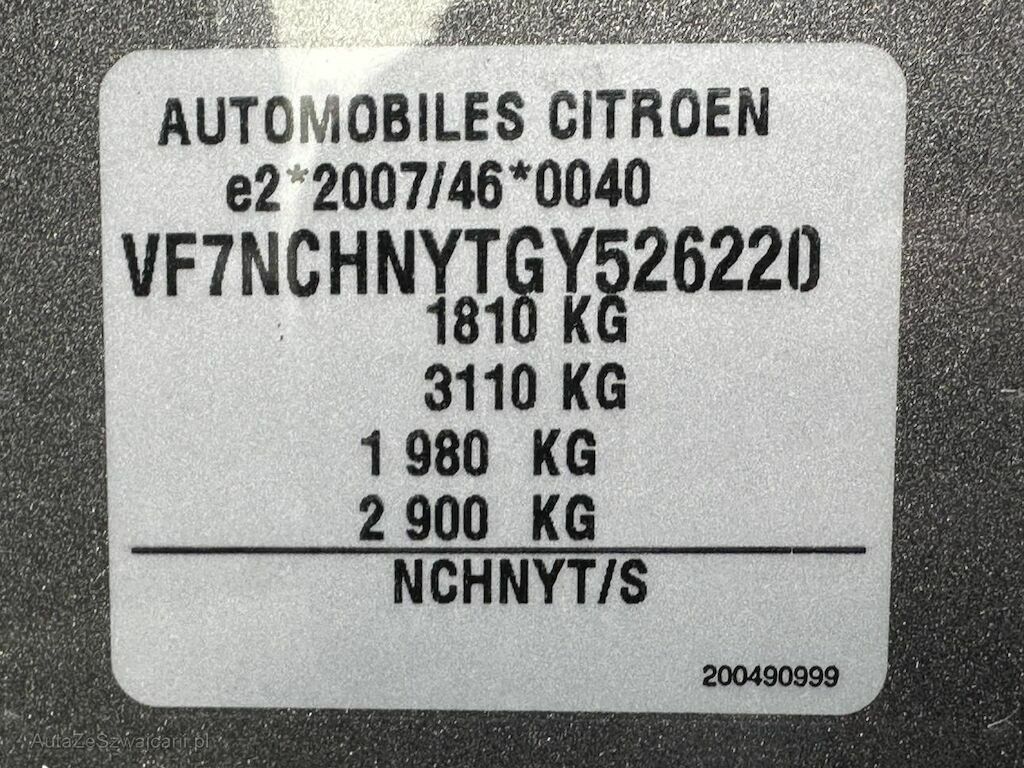 AUTOMOBILES CITROEN
e2*2007/46*0040
VF7NCHNYTGY526220
1810 KG
3110 KG
1 980 KG
2 900 KG
NCHNYT/S
200490999
AutaZeSzwajcarii.pl